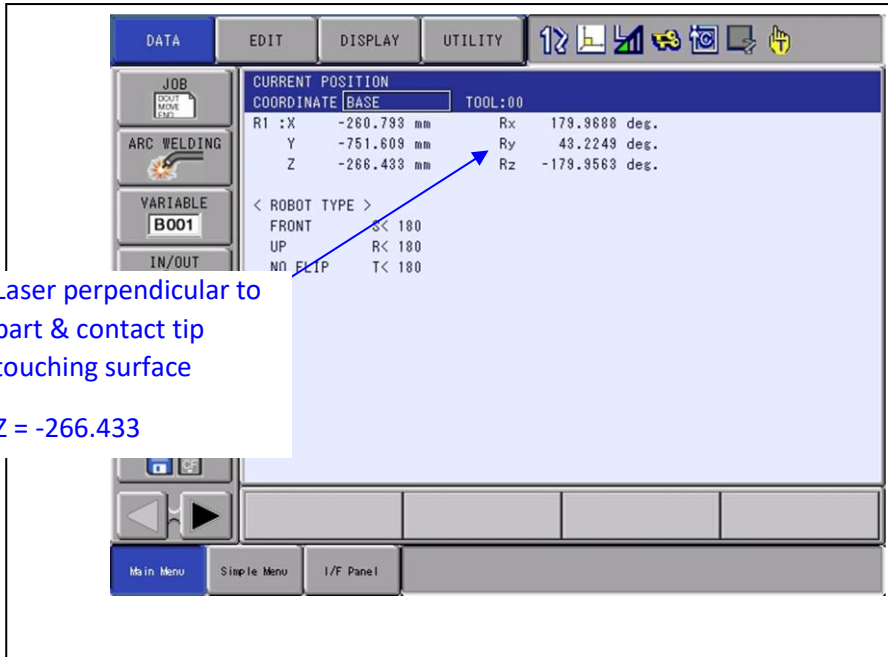 DATA EDIT DISPLAY UTILITY
JOB
DOUT
MOVE
END
ARC WELDING
VARIABLE
B001
IN/OUT
CF
CURRENT POSITION
COORDINATE BASE TOOL:00
R1 :X -260.793 mm Rx 179.9688 deg.
Y -751.609 mm Ry 43.2249 deg.
Z -266.433 mm Rz -179.9563 deg.
< ROBOT TYPE >
FRONT S< 180
UP R< 180
NO FLIP T< 180
Laser perpendicular to
part & contact tip
touching surface
Z = -266.433
Main Menu Simple Menu I/F Panel